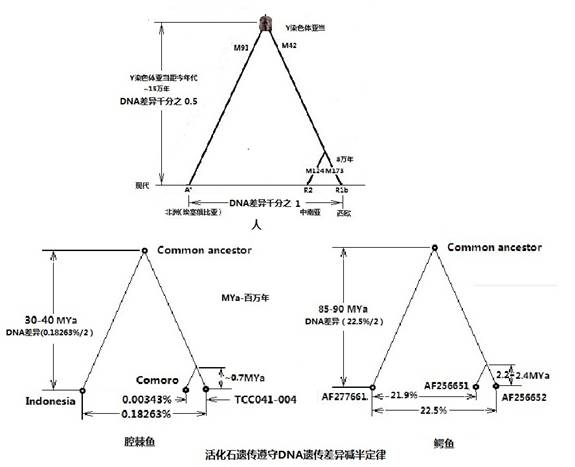 Y染色体亚当
M91
M42
Y染色体亚当距今年代
~15万年
DNA差异千分之 0.5
3万年
M124
M173
现代
A*
R2
R1b
DNA差异千分之 1
非洲(埃塞俄比亚)
中南亚
西欧
人
Common ancestor
30-40 MYa
DNA差异(0.18263%/2)
MYa-百万年
~0.7MYa
Comoro
Indonesia
0.00343%
TCC041-004
0.18263%
腔棘鱼
Common ancestor
85-90 MYa
DNA差异（22.5%/2）
2.2-2.4MYa
AF256651
AF277661
21.9%
AF256652
22.5%
鳄鱼
活化石遗传遵守DNA遗传差异减半定律